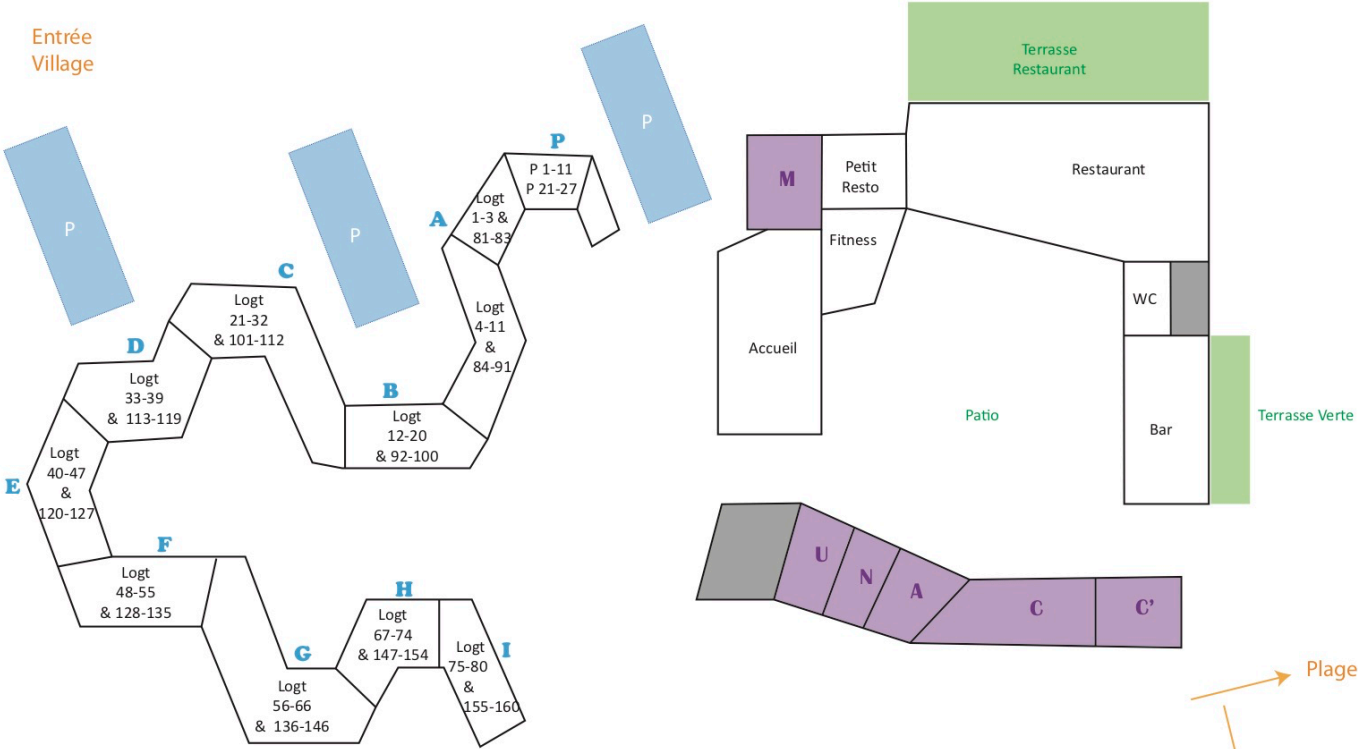 Entrée
Village
Terrasse
Restaurant
P
P
P
P
P 1-11
P 21-27
A
Logt
1-3 &
81-83
M
Petit
Resto
Restaurant
Fitness
C
Logt
21-32
& 101-112
Logt
4-11
&
84-91
WC
Accueil
D
Logt
33-39
& 113-119
B
Logt
12-20
& 92-100
Patio
Bar
Terrasse Verte
E
Logt
40-47
&
120-127
F
Logt
48-55
& 128-135
U
N
A
C
C’
H
Logt
67-74
& 147-154
G
Logt
56-66
& 136-146
I
Logt
75-80
&
155-160
Plage